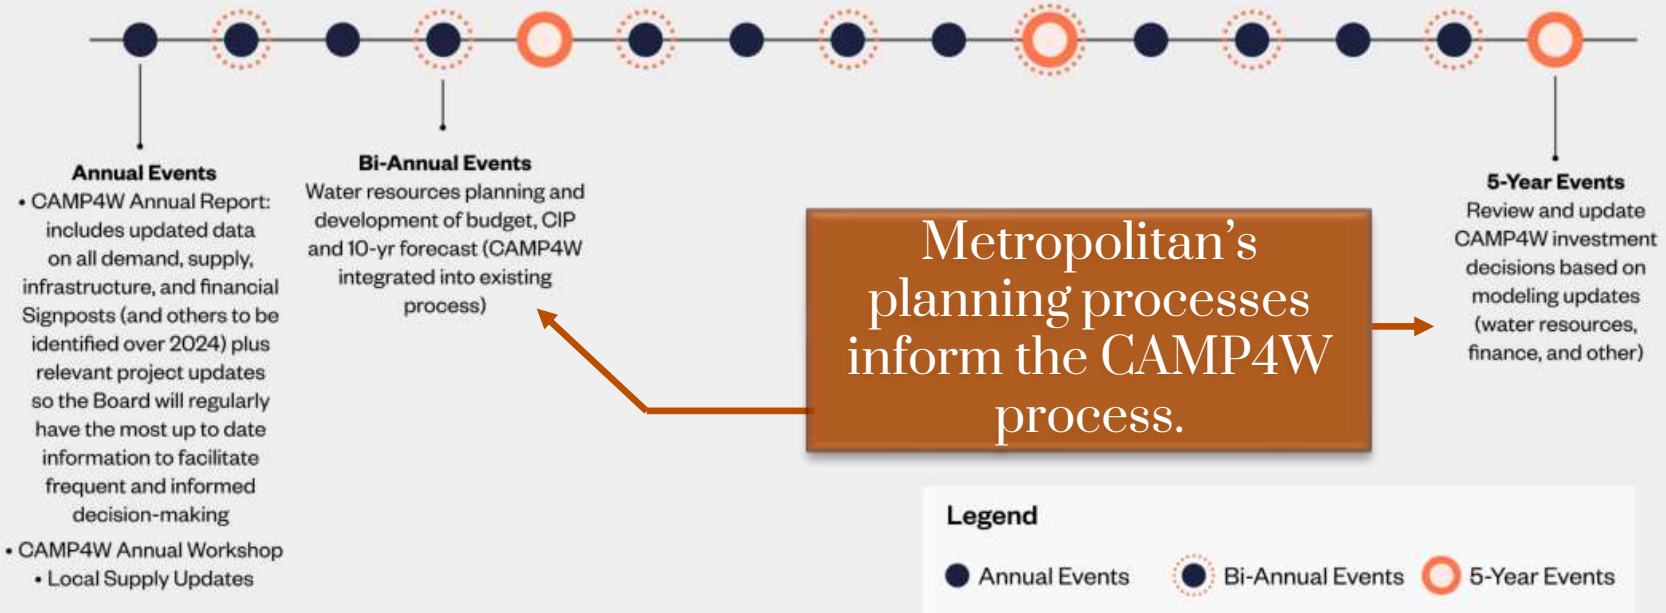 Annual Events
• CAMP4W Annual Report:
includes updated data
on all demand, supply,
infrastructure, and financial
Signposts (and others to be
identified over 2024) plus
relevant project updates
so the Board will regularly
have the most up to date
information to facilitate
frequent and informed
decision-making
• CAMP4W Annual Workshop
• Local Supply Updates
Bi-Annual Events
Water resources planning and
development of budget, CIP
and 10-yr forecast (CAMP4W
integrated into existing
process)
Metropolitan’s
planning processes
inform the CAMP4W
process.
5-Year Events
Review and update
CAMP4W investment
decisions based on
modeling updates
(water resources,
finance, and other)
Legend
Annual Events
Bi-Annual Events
5-Year Events